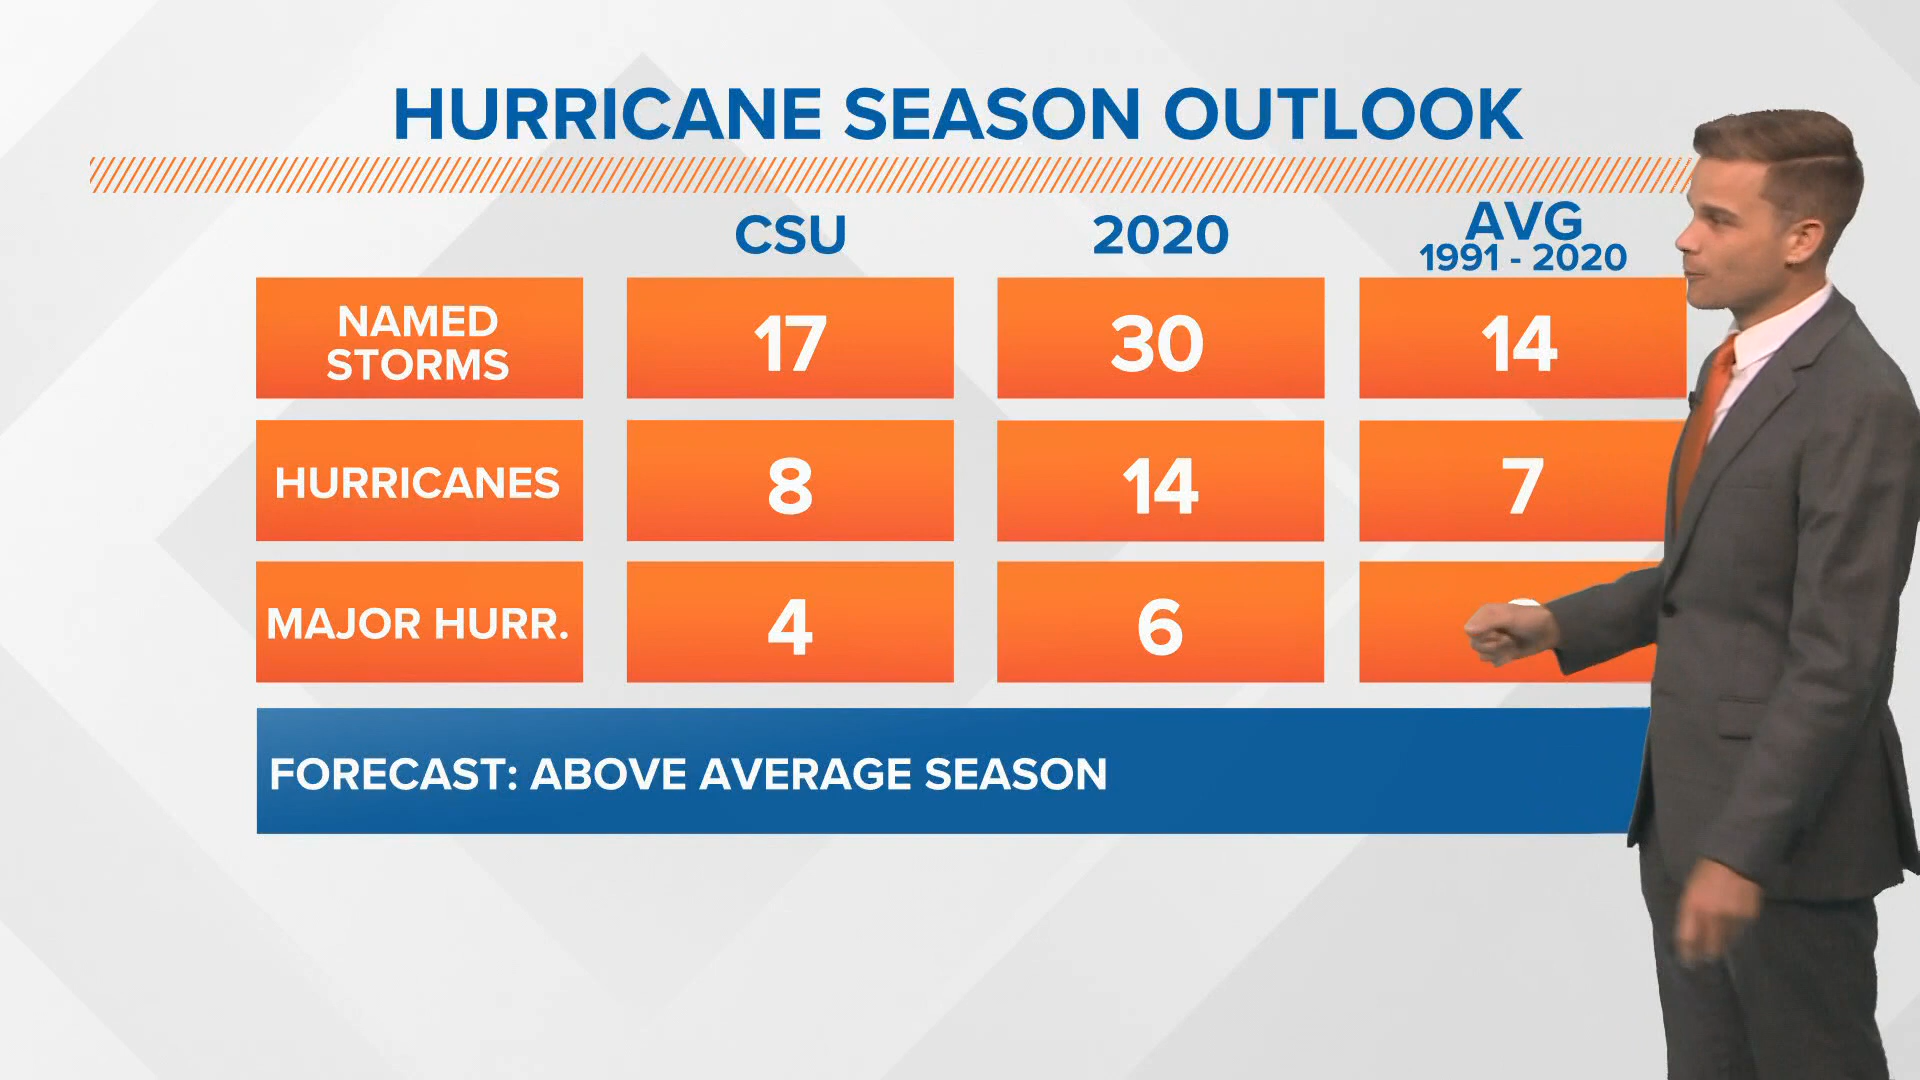 HURRICANE SEASON OUTLOOK
CSU 2020 AVG
1991 - 2020
NAMED
STORMS 17 30 14
HURRICANES 8 14 7
MAJOR HURR. 4 6
FORECAST: ABOVE AVERAGE SEASON